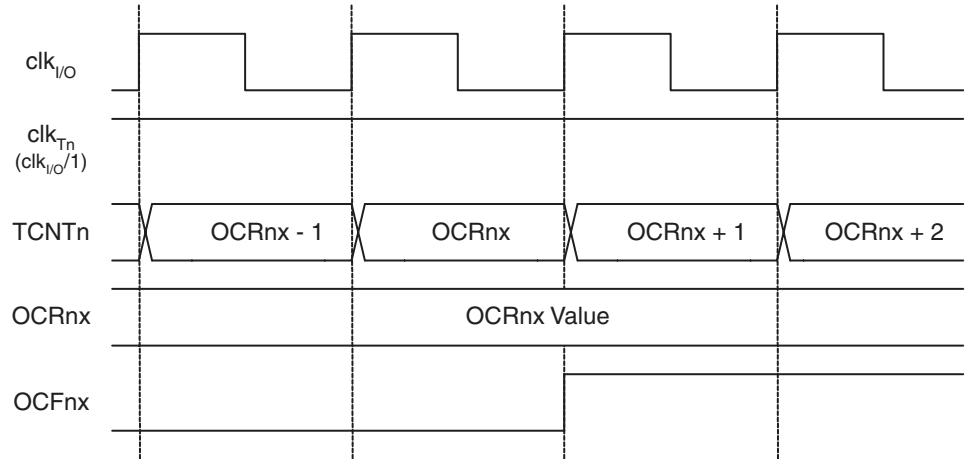 clkI/O
clkTn
(clkI/O/1)
TCNTn
OCRnx - 1
OCRnx
OCRnx + 1
OCRnx + 2
OCRnx
OCRnx Value
OCFnx